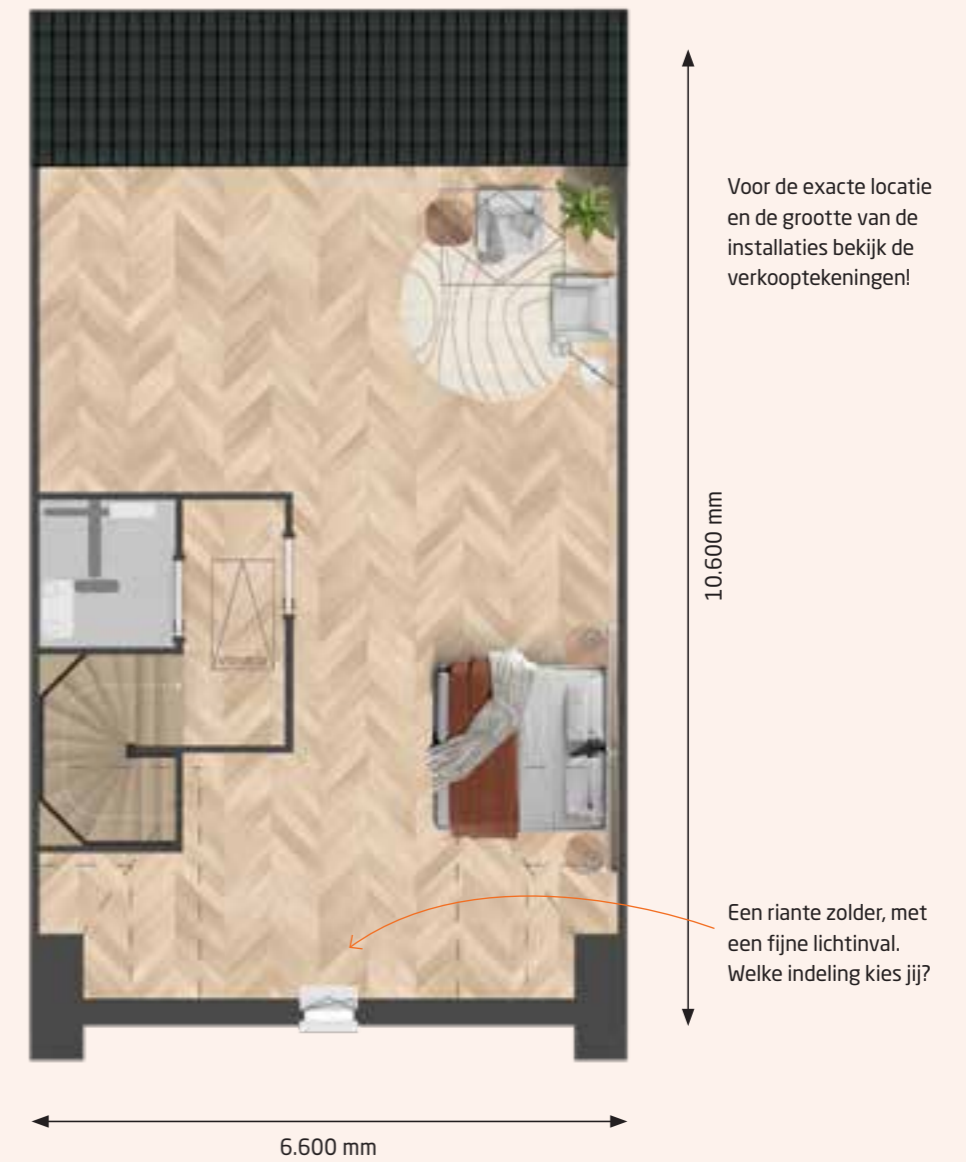 Voor de exacte locatie
en de grootte van de
installaties bekijk de
verkooptekeningen!
10.600 mm
Een riante zolder, met
een fijne lichtinval.
Welke indeling kies jij?
6.600 mm